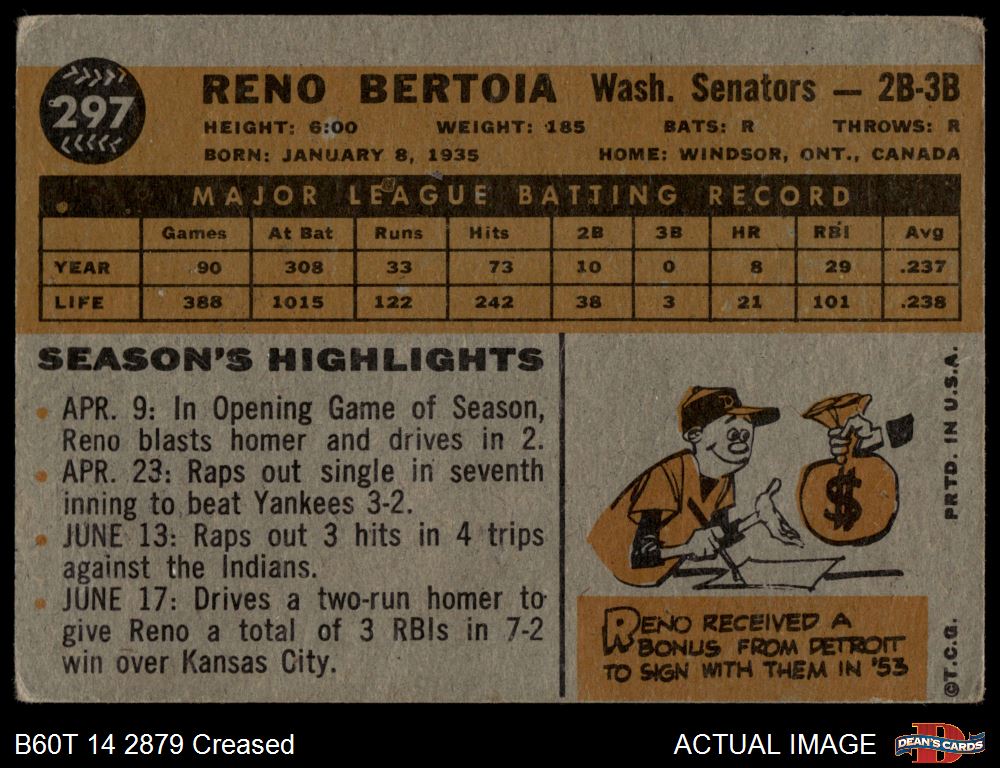 297
RENO BERTOIA Wash. Senators — 2B-3B
HEIGHT: 6:00 WEIGHT: 185 BATS: R THROWS: R
BORN: JANUARY 8, 1935 HOME: WINDSOR, ONT., CANADA
MAJOR LEAGUE BATTING RECORD
Games At Bat Runs Hits 2B 3B HR RBI Avg
YEAR 90 308 33 73 10 0 8 29 .237
LIFE 388 1015 122 242 38 3 21 101 .238
SEASON'S HIGHLIGHTS
• APR. 9: In Opening Game of Season,
Reno blasts homer and drives in 2.
• APR. 23: Raps out single in seventh
inning to beat Yankees 3-2.
• JUNE 13: Raps out 3 hits in 4 trips
against the Indians.
• JUNE 17: Drives a two-run homer to
give Reno a total of 3 RBIs in 7-2
win over Kansas City.
D
$
RENO RECEIVED A
BONUS FROM DETROIT
TO SIGN WITH THEM IN '53
©T.C.G. PRTD. IN U.S.A.
B60T 14 2879 Creased
ACTUAL IMAGE
D
DEAN'S CARDS